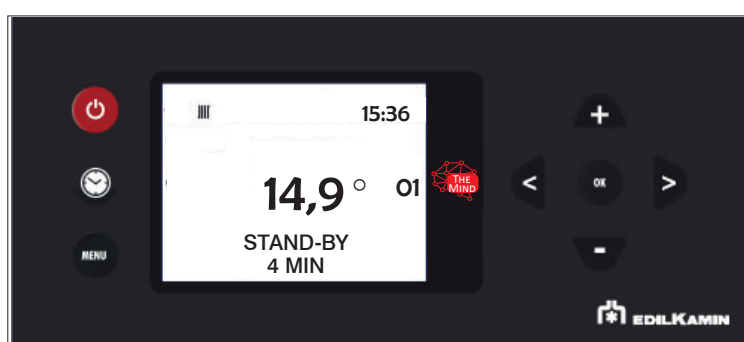 15:36
14,9° 01
THE
MIND
STAND-BY
4 MIN
MENU
OK
+
<
>
-
EDILKAMIN